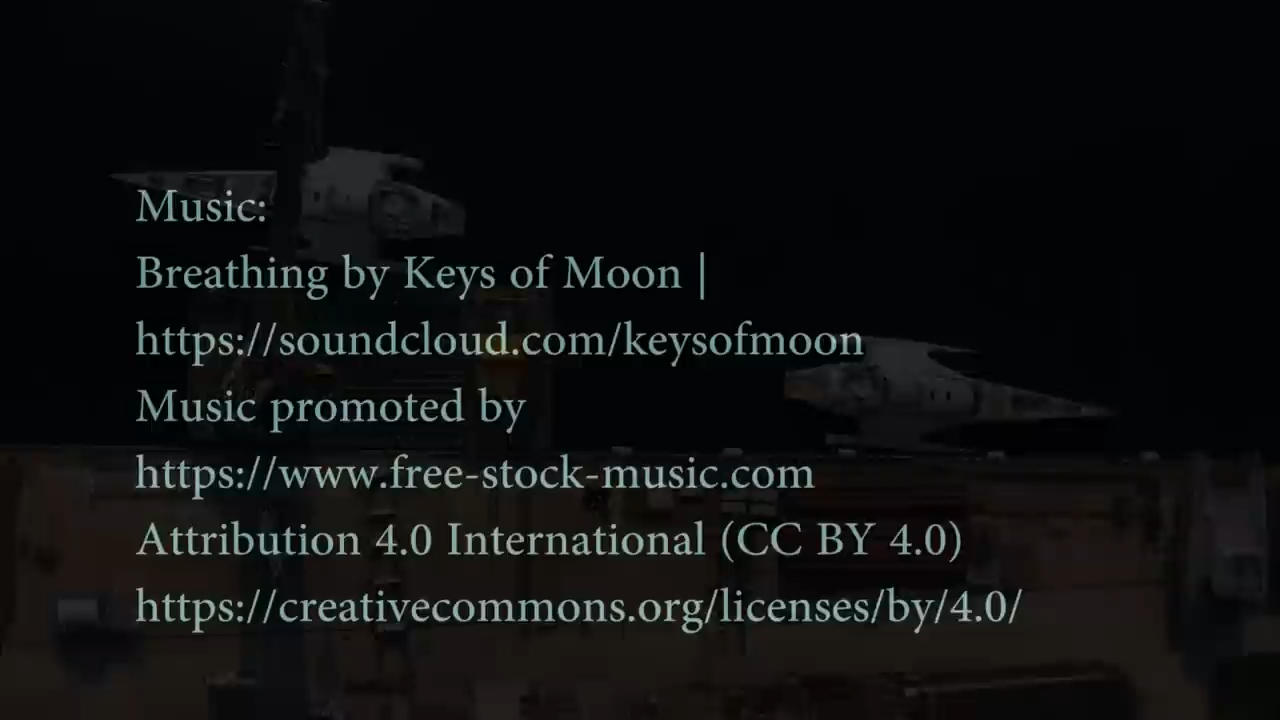 Music:
Breathing by Keys of Moon |
https://soundcloud.com/keysofmoon
Music promoted by
https://www.free-stock-music.com
Attribution 4.0 International (CC BY 4.0)
https://creativecommons.org/licenses/by/4.0/